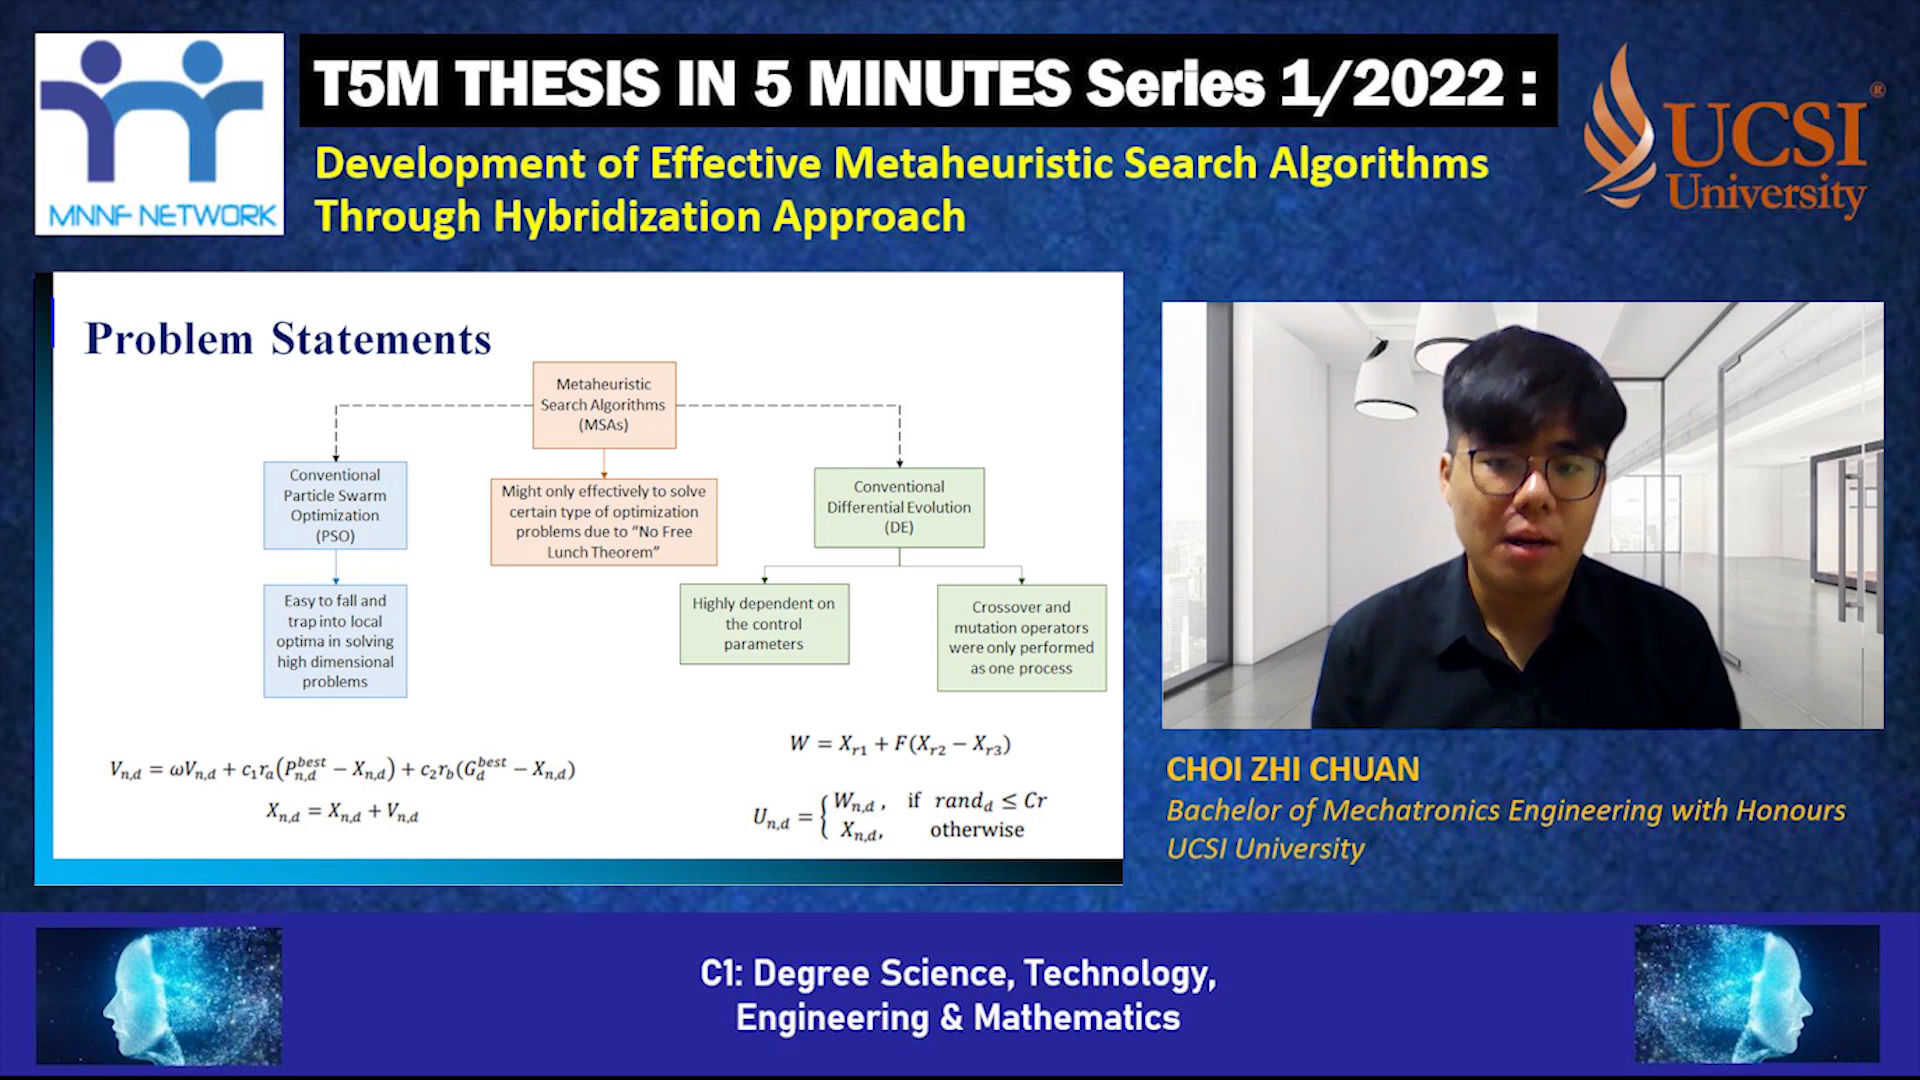 MNNF NETWORK
T5M THESIS IN 5 MINUTES Series 1/2022 :
Development of Effective Metaheuristic Search Algorithms
Through Hybridization Approach
UCSI
University
®
Problem Statements
Metaheuristic
Search Algorithms
(MSAs)
Conventional
Particle Swarm
Optimization
(PSO)
Might only effectively to solve
certain type of optimization
problems due to “No Free
Lunch Theorem”
Conventional
Differential Evolution
(DE)
Easy to fall and
trap into local
optima in solving
high dimensional
problems
Highly dependent on
the control
parameters
Crossover and
mutation operators
were only performed
as one process
V_{n,d} = ωV_{n,d} + c_1r_a(P_{n,d}^{best} − X_{n,d}) + c_2r_b(G_d^{best} − X_{n,d})
X_{n,d} = X_{n,d} + V_{n,d}
W = X_{r1} + F(X_{r2} − X_{r3})
U_{n,d} = { W_{n,d} , if rand_d ≤ Cr
X_{n,d}, otherwise
CHOI ZHI CHUAN
Bachelor of Mechatronics Engineering with Honours
UCSI University
C1: Degree Science, Technology,
Engineering & Mathematics